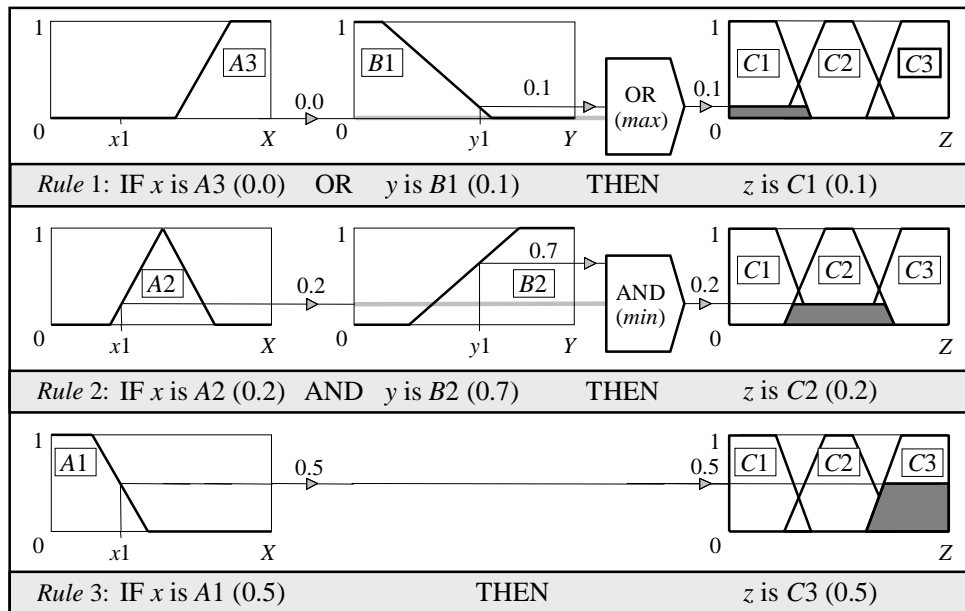 1 1 1
A3 B1 C1 C2 C3
0.0 0.1 OR (max) 0.1
0 x1 X 0 y1 Y 0 Z
Rule 1: IF x is A3 (0.0) OR y is B1 (0.1) THEN z is C1 (0.1)
1 1 1
A2 0.7 C1 C2 C3
0.2 B2 AND (min) 0.2
0 x1 X 0 y1 Y 0 Z
Rule 2: IF x is A2 (0.2) AND y is B2 (0.7) THEN z is C2 (0.2)
1 1
A1 0.5 0.5 C1 C2 C3
0 x1 X 0 Z
Rule 3: IF x is A1 (0.5) THEN z is C3 (0.5)